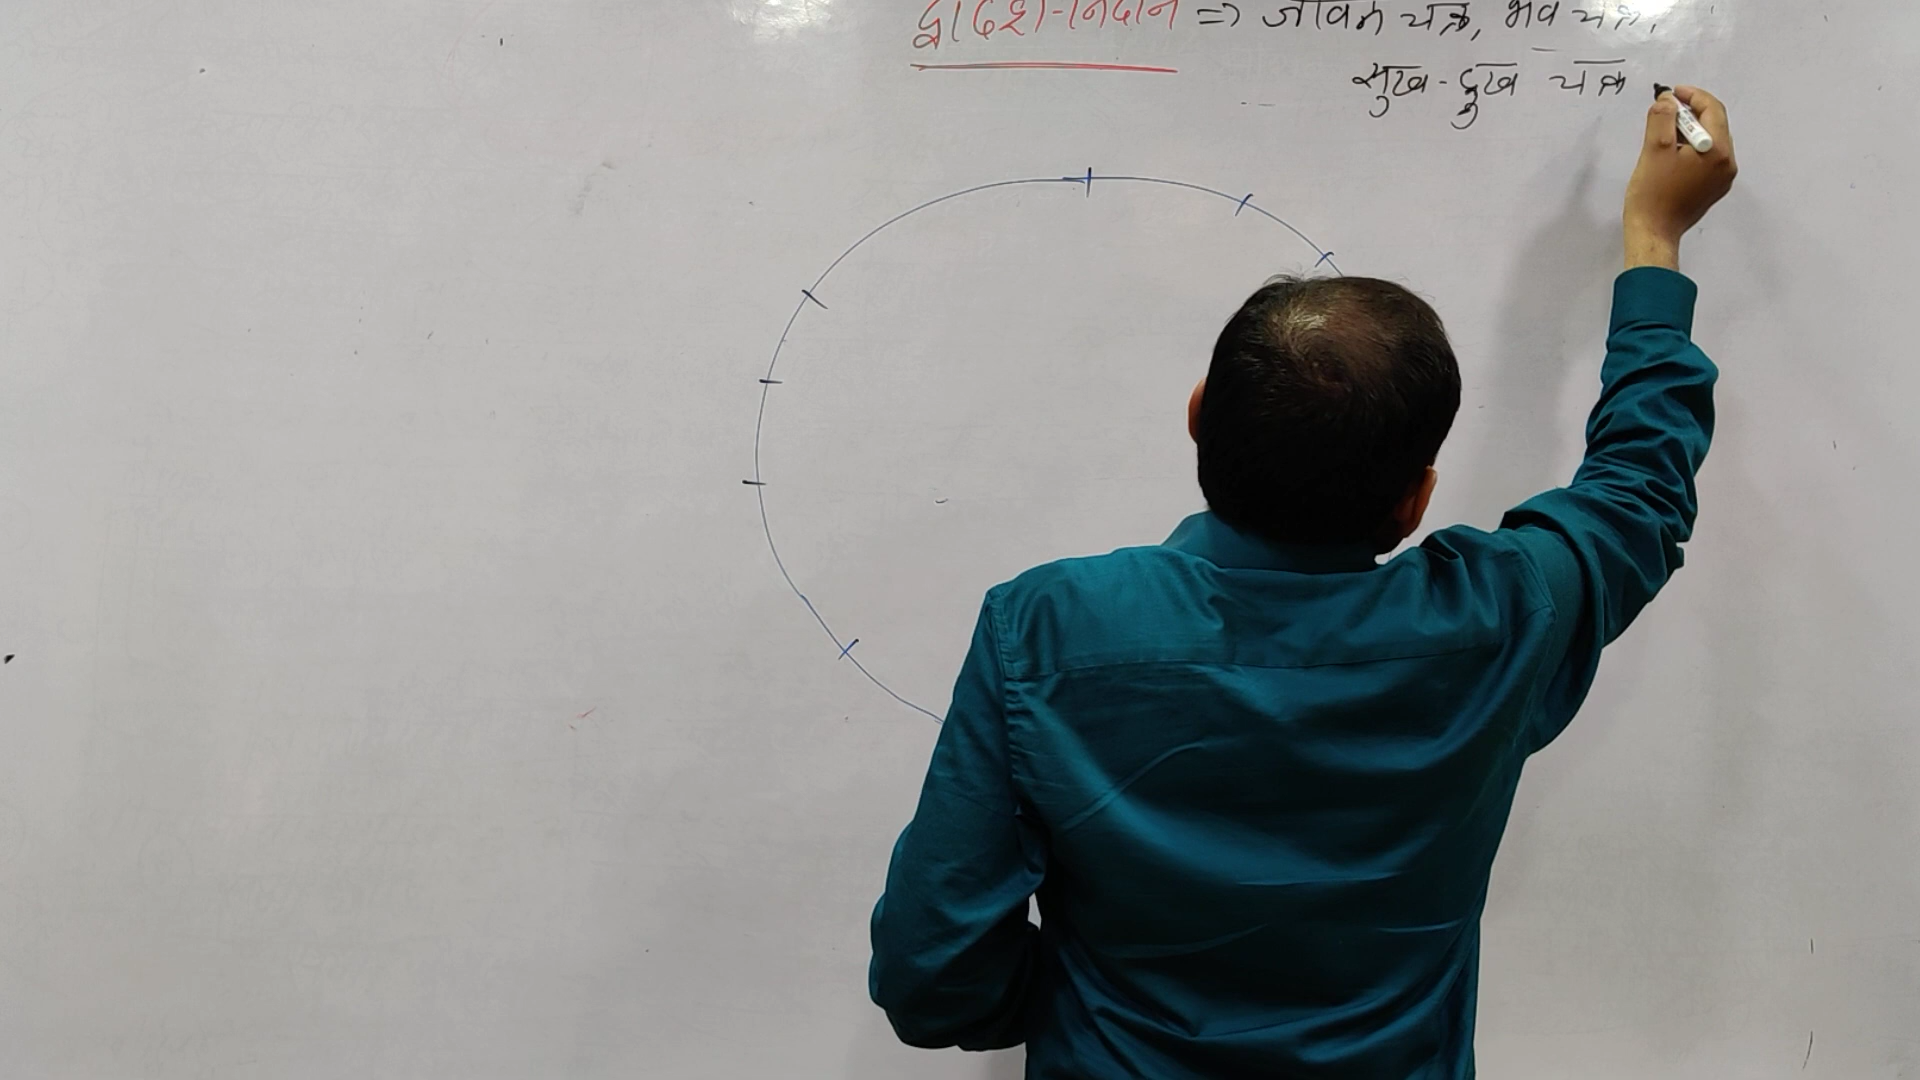 द्वादश-निदान => जीवन चक्र, भव चक्र,
सुख-दुख चक्र